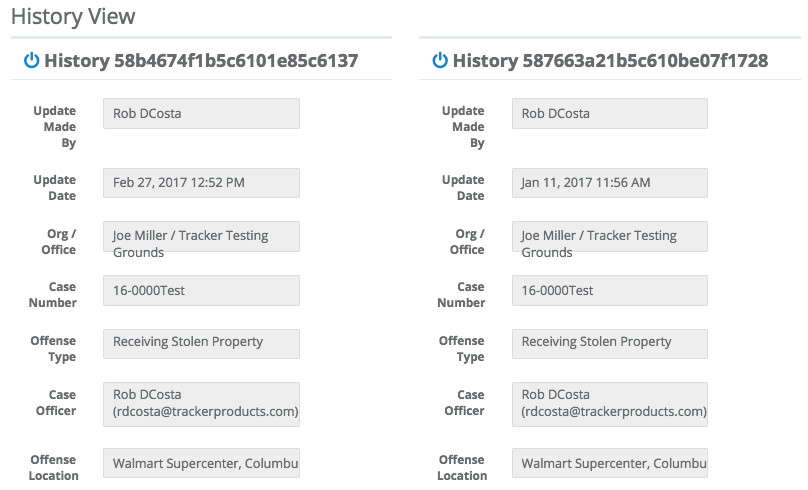 History View
History 58b4674f1b5c6101e85c6137
Update Made By
Rob DCosta
Update Date
Feb 27, 2017 12:52 PM
Org / Office
Joe Miller / Tracker Testing
Grounds
Case Number
16-0000Test
Offense Type
Receiving Stolen Property
Case Officer
Rob DCosta
(rdcosta@trackerproducts.com)
Offense Location
Walmart Supercenter, Columbu
History 587663a21b5c610be07f1728
Update Made By
Rob DCosta
Update Date
Jan 11, 2017 11:56 AM
Org / Office
Joe Miller / Tracker Testing
Grounds
Case Number
16-0000Test
Offense Type
Receiving Stolen Property
Case Officer
Rob DCosta
(rdcosta@trackerproducts.com)
Offense Location
Walmart Supercenter, Columbu